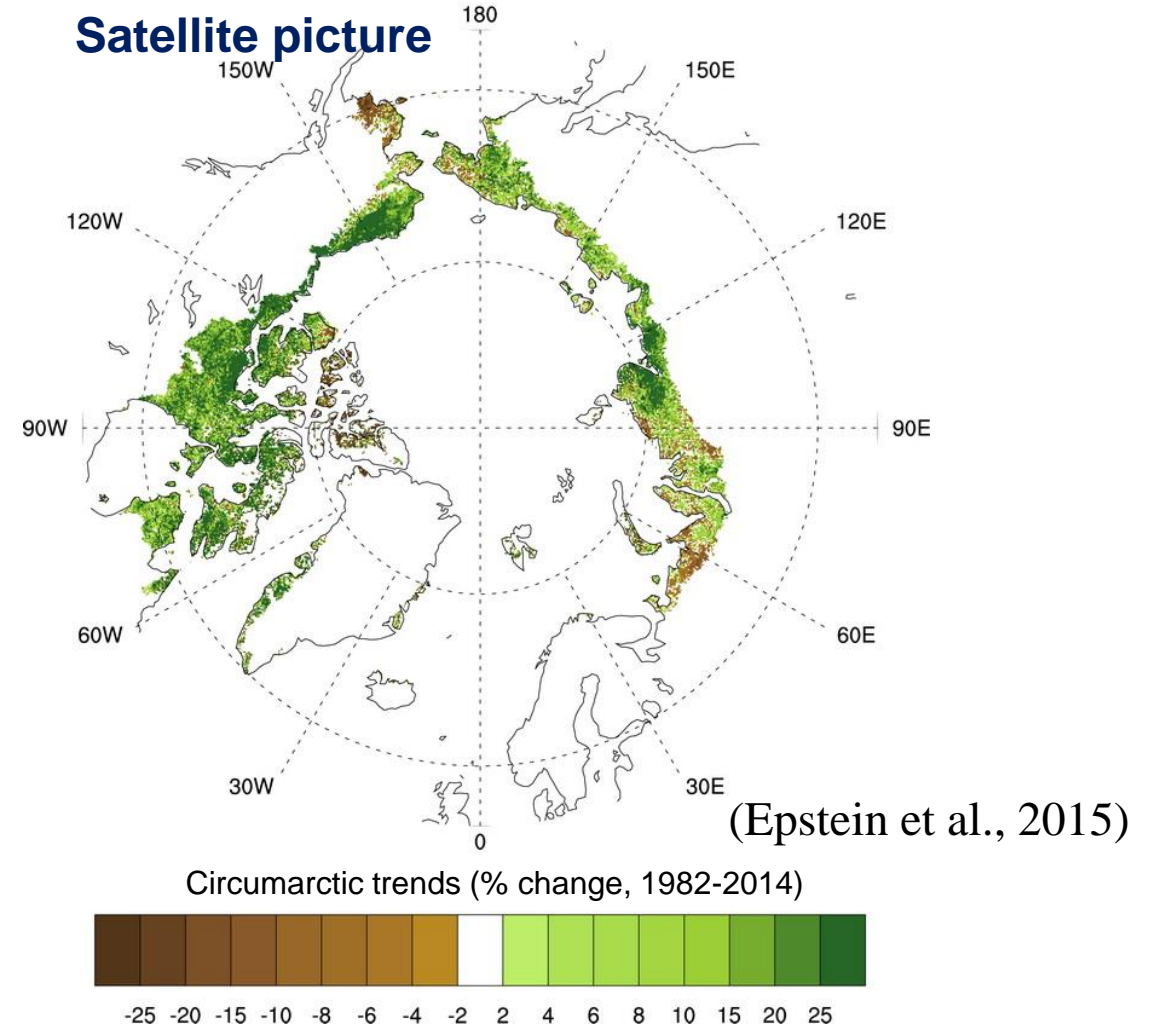 Satellite picture
180
150W
150E
120W
120E
90W
90E
60W
60E
30W
30E
(Epstein et al., 2015)
0
Circumarctic trends (% change, 1982-2014)
-25 -20 -15 -10 -8 -6 -4 -2 2 4 6 8 10 15 20 25